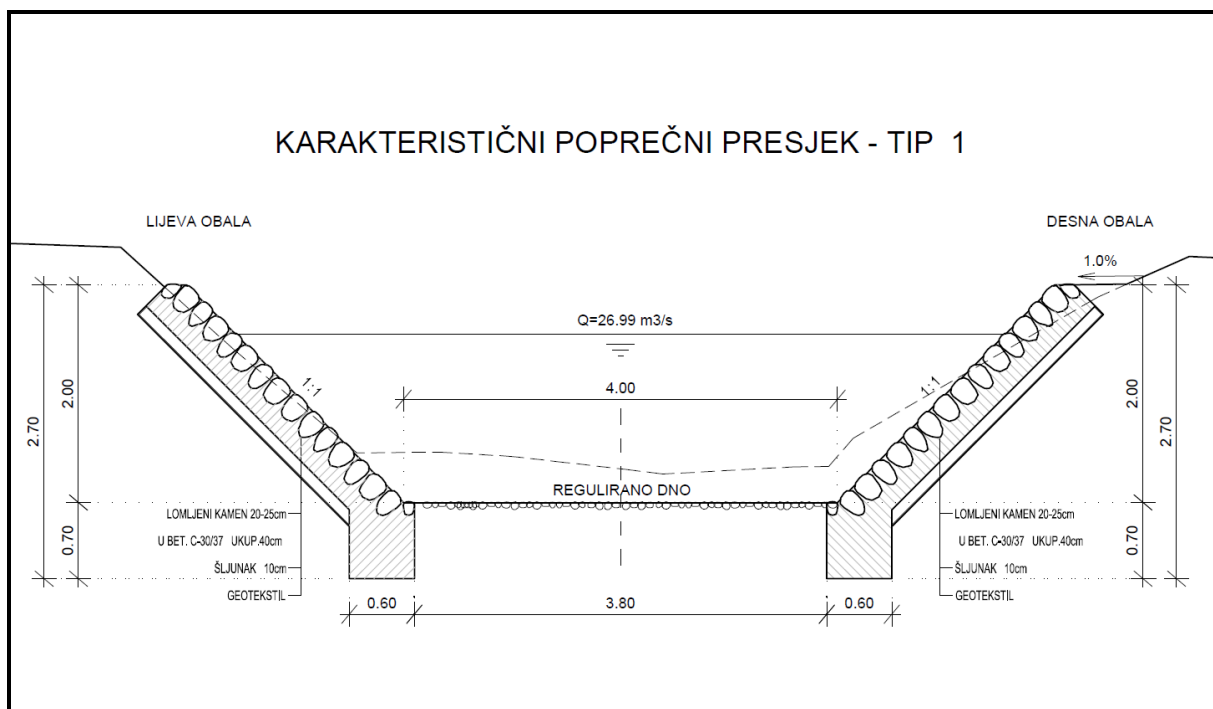 KARAKTERISTIČNI POPREČNI PRESJEK - TIP 1
LIJEVA OBALA
DESNA OBALA
1.0%
Q=26.99 m3/s
1:1
1:1
4.00
2.70
2.00
2.00
2.70
REGULIRANO DNO
LOMLJENI KAMEN 20-25cm
U BET. C-30/37 UKUP.40cm
ŠLJUNAK 10cm
GEOTEKSTIL
LOMLJENI KAMEN 20-25cm
U BET. C-30/37 UKUP.40cm
ŠLJUNAK 10cm
GEOTEKSTIL
0.70
0.70
0.60
3.80
0.60